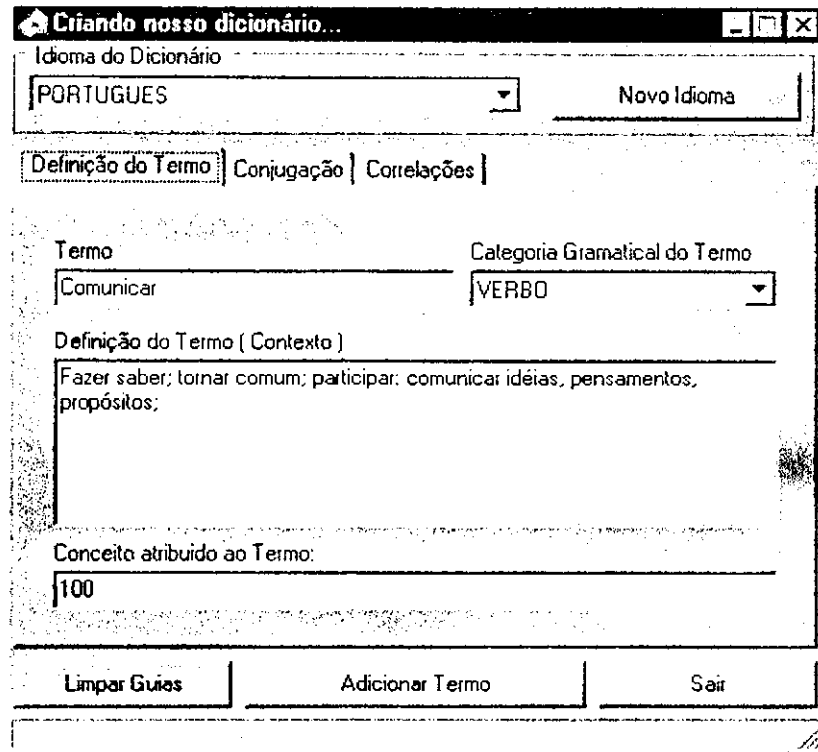 Criando nosso dicionário...
Idioma do Dicionário
PORTUGUES
Novo Idioma
Definição do Termo Conjugação Correlações
Termo Categoria Gramatical do Termo
Comunicar VERBO
Definição do Termo ( Contexto )
Fazer saber; tornar comum; participar: comunicar idéias, pensamentos,
propósitos;
Conceito atribuido ao Termo:
100
Limpar Guias Adicionar Termo Sair